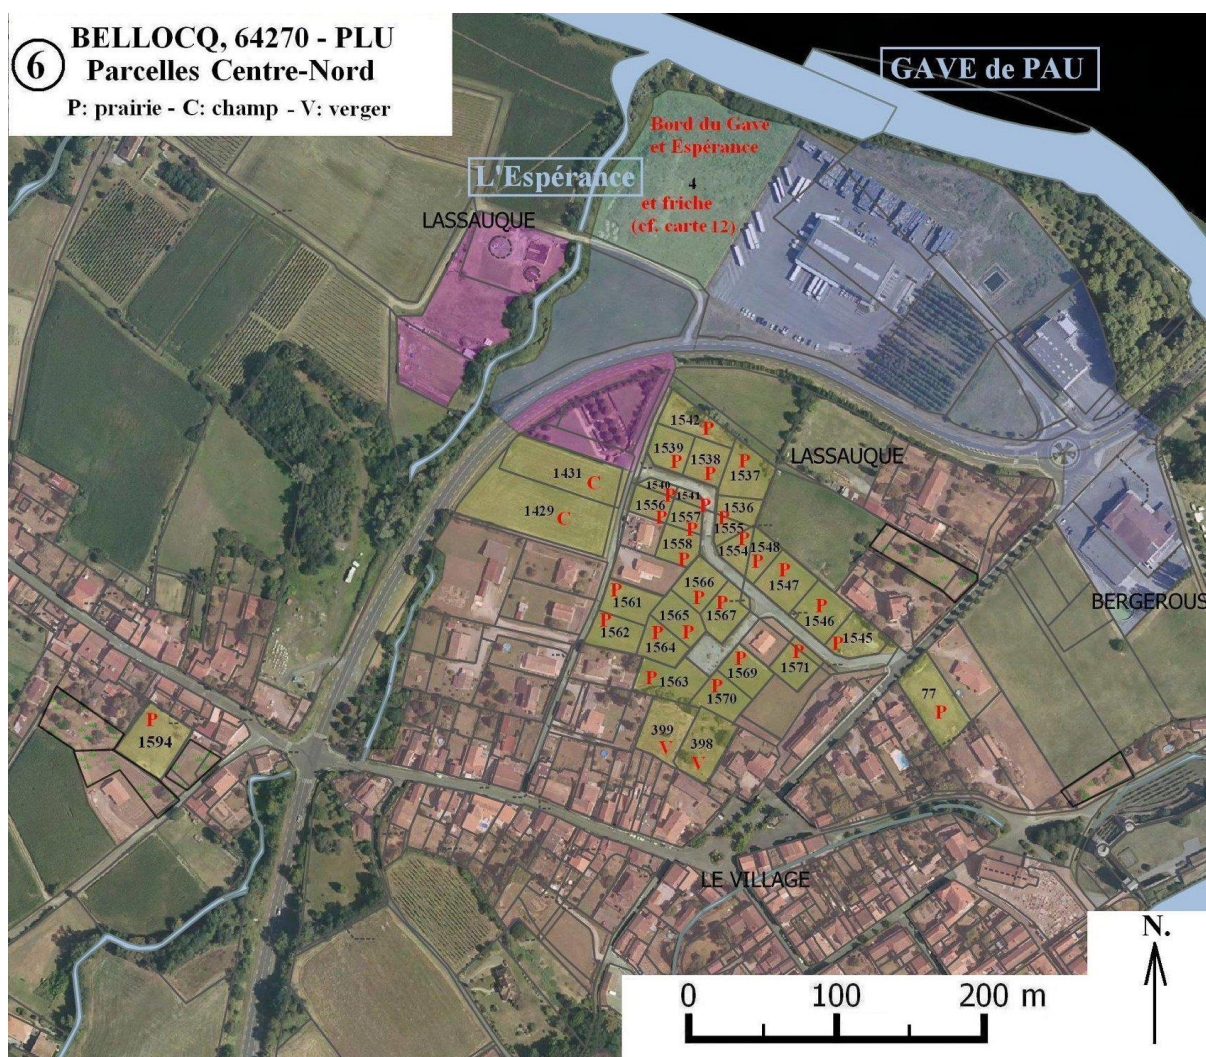 6
BELLOCQ, 64270 - PLU
Parcelles Centre-Nord
P: prairie - C: champ - V: verger
GAVE de PAU
Bord du Gave
et Espérance
4
et friche
(cf. carte 12)
L'Espérance
LASSAUQUE
1542
P
1539
P
1538
P
1537
P
LASSAUQUE
1431
C
1429
C
1540
P
1541
P
1556
P
1557
P
1536
P
1555
P
1554
1548
P
1558
P
1547
P
1566
P
1567
P
1561
P
1562
P
1565
P
1564
P
1546
P
1545
P
BERGEROUS
1563
P
1569
P
1570
P
1571
P
77
P
399
V
398
V
P
1594
LE VILLAGE
N.
0 100 200 m